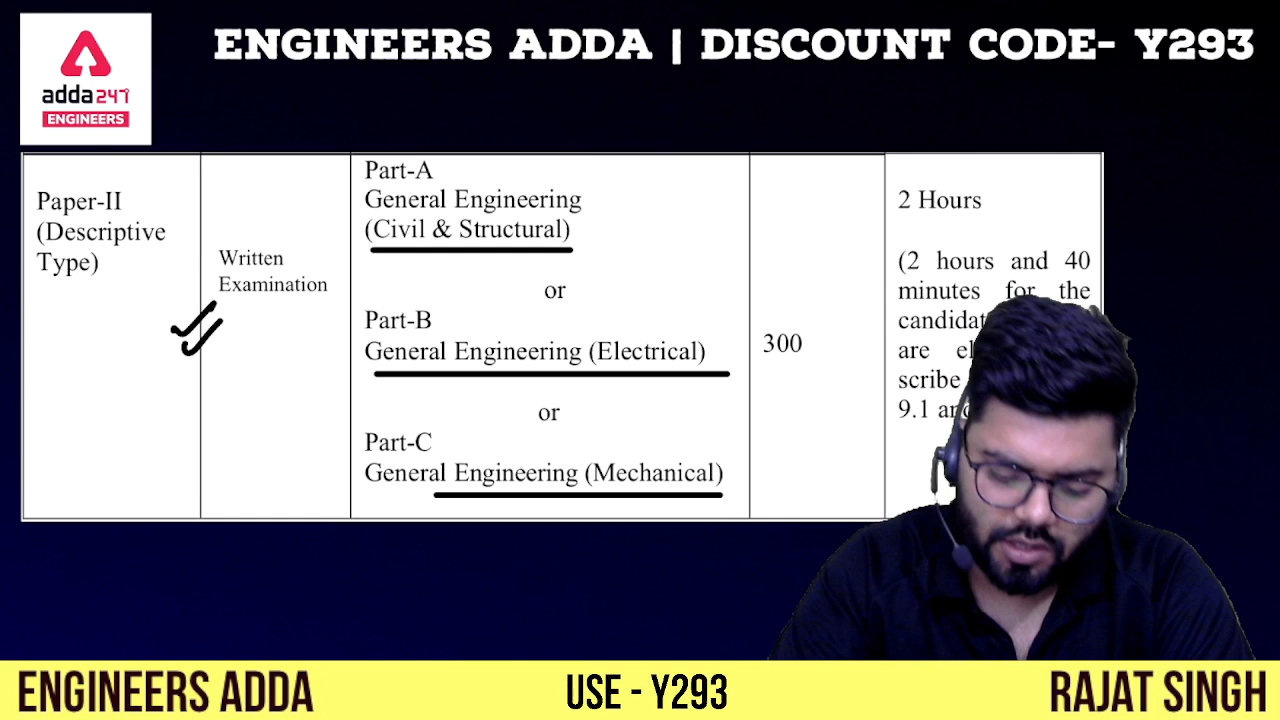 ENGINEERS ADDA | DISCOUNT CODE- Y293
adda247
ENGINEERS
Paper-II
(Descriptive
Type)
Written
Examination
Part-A
General Engineering
(Civil & Structural)
or
Part-B
General Engineering (Electrical)
or
Part-C
General Engineering (Mechanical)
300
2 Hours
(2 hours and 40
minutes for the
are
scribe
9.1
ENGINEERS ADDA
USE - Y293
RAJAT SINGH